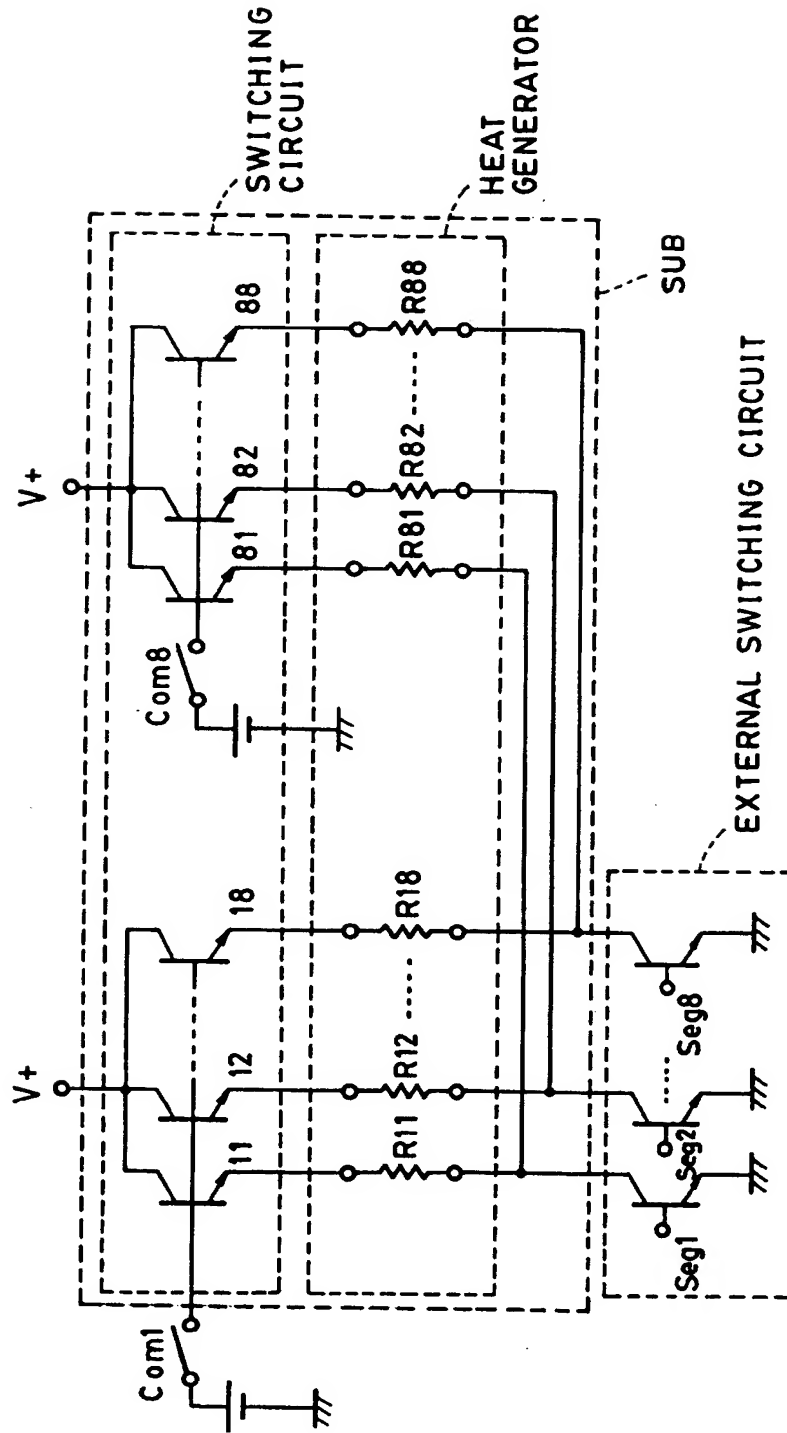 V+
V+
SWITCHING
CIRCUIT
Com1
11
12
18
Com8
81
82
88
HEAT
GENERATOR
R11
R12
R18
R81
R82
R88
SUB
Seg1
Seg2
Seg8
EXTERNAL SWITCHING CIRCUIT